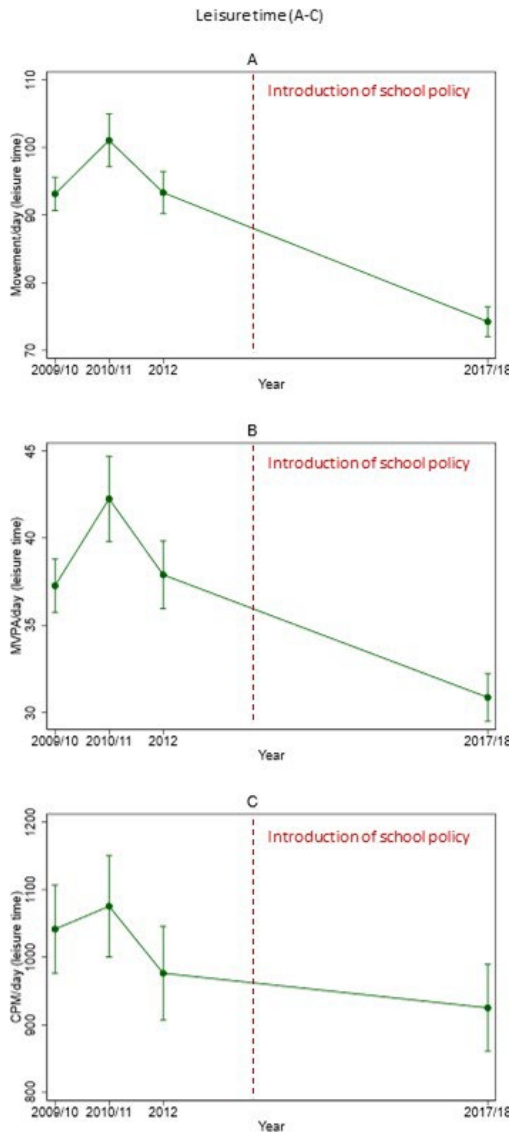 Leisure time (A-C)
A
Introduction of school policy
Movement/day (leisure time)
110
100
90
80
70
2009/10 2010/11 2012 2017/18
Year
B
Introduction of school policy
MVPA/day (leisure time)
45
40
35
30
2009/10 2010/11 2012 2017/18
Year
C
Introduction of school policy
CPM/day (leisure time)
1200
1100
1000
900
800
2009/10 2010/11 2012 2017/18
Year